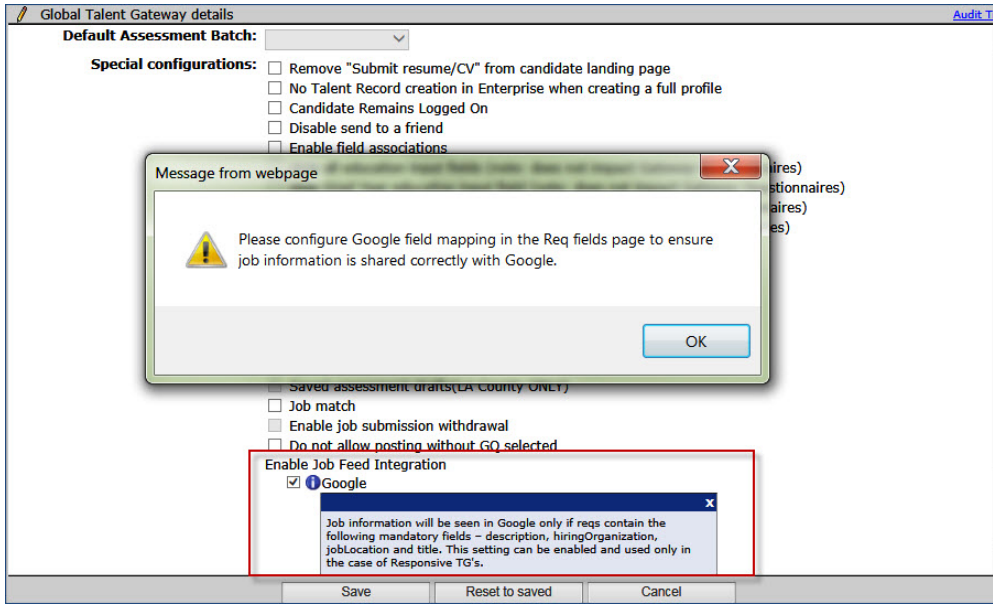 Global Talent Gateway details
Audit T
Default Assessment Batch:
Special configurations:
Remove "Submit resume/CV" from candidate landing page
No Talent Record creation in Enterprise when creating a full profile
Candidate Remains Logged On
Disable send to a friend
Enable field associations
Message from webpage
X
ires)
stionnaires)
aires)
es)
Please configure Google field mapping in the Req fields page to ensure
job information is shared correctly with Google.
OK
Saved assessment drafts(LA County ONLY)
Job match
Enable job submission withdrawal
Do not allow posting without GQ selected
Enable Job Feed Integration
Google
x
Job information will be seen in Google only if reqs contain the
following mandatory fields – description, hiringOrganization,
jobLocation and title. This setting can be enabled and used only in
the case of Responsive TG's.
Save Reset to saved Cancel